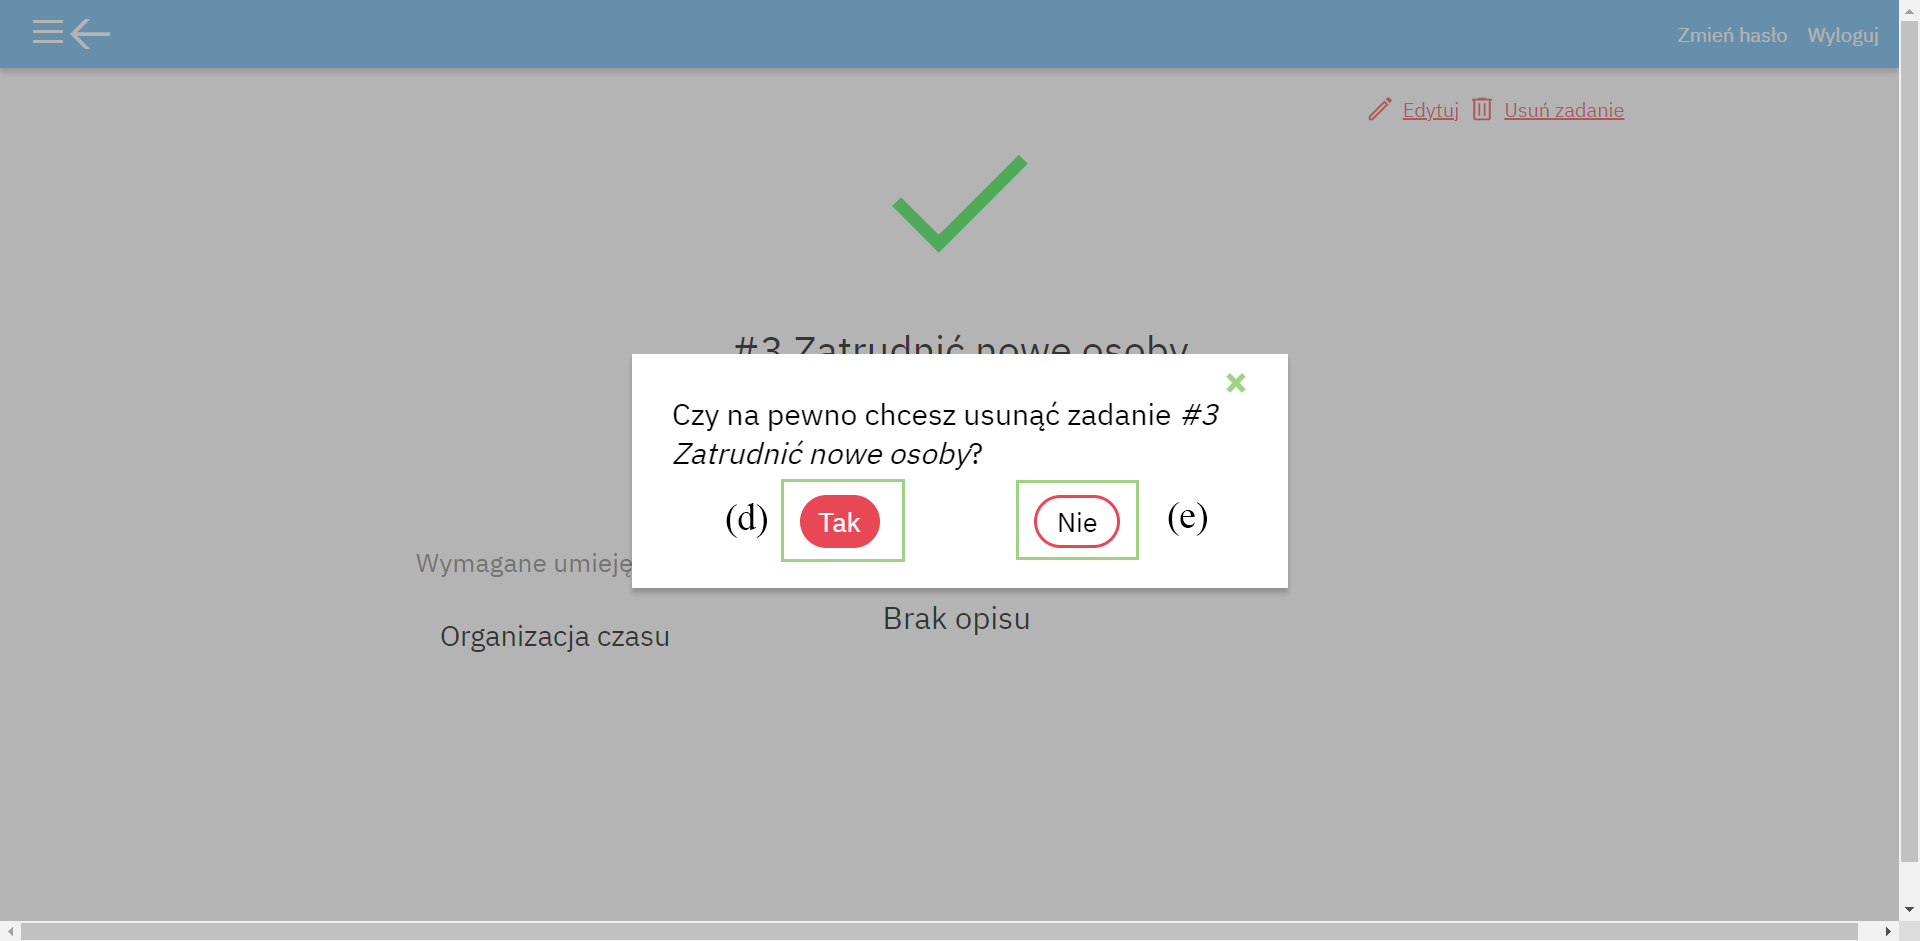 Zmień hasło Wyloguj
Edytuj Usuń zadanie
#3 Zatrudnić nowe osoby
Czy na pewno chcesz usunąć zadanie #3
Zatrudnić nowe osoby?
(d) Tak Nie (e)
Wymagane umieję
Brak opisu
Organizacja czasu